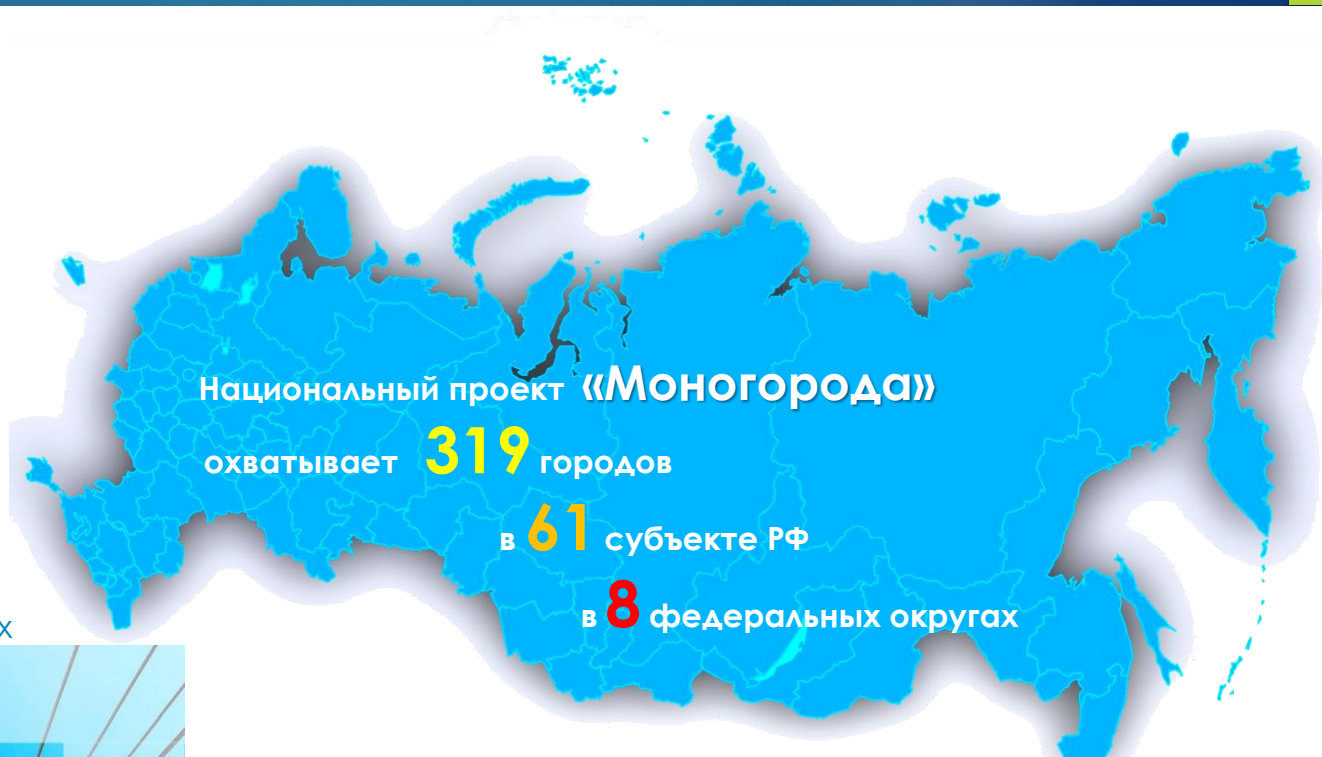 Национальный проект «Моногорода»
охватывает 319 городов
в 61 субъекте РФ
в 8 федеральных округах
х